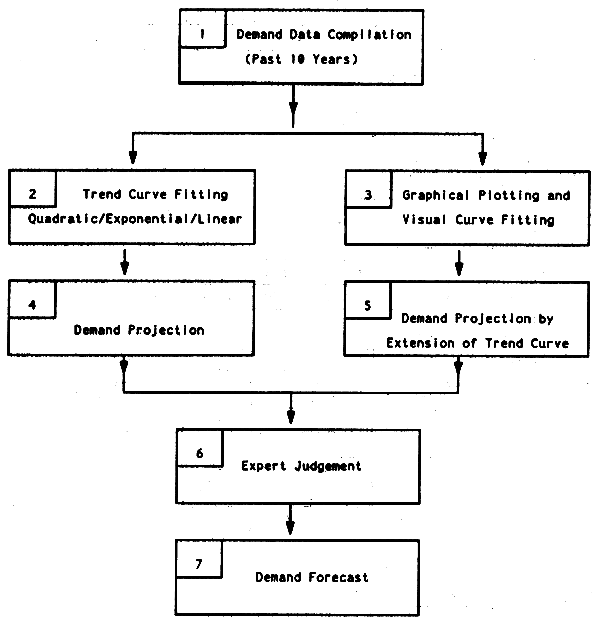 1
Demand Data Compilation
(Past 10 Years)
2
Trend Curve Fitting
Quadratic/Exponential/Linear
3
Graphical Plotting and
Visual Curve Fitting
4
Demand Projection
5
Demand Projection by
Extension of Trend Curve
6
Expert Judgement
7
Demand Forecast